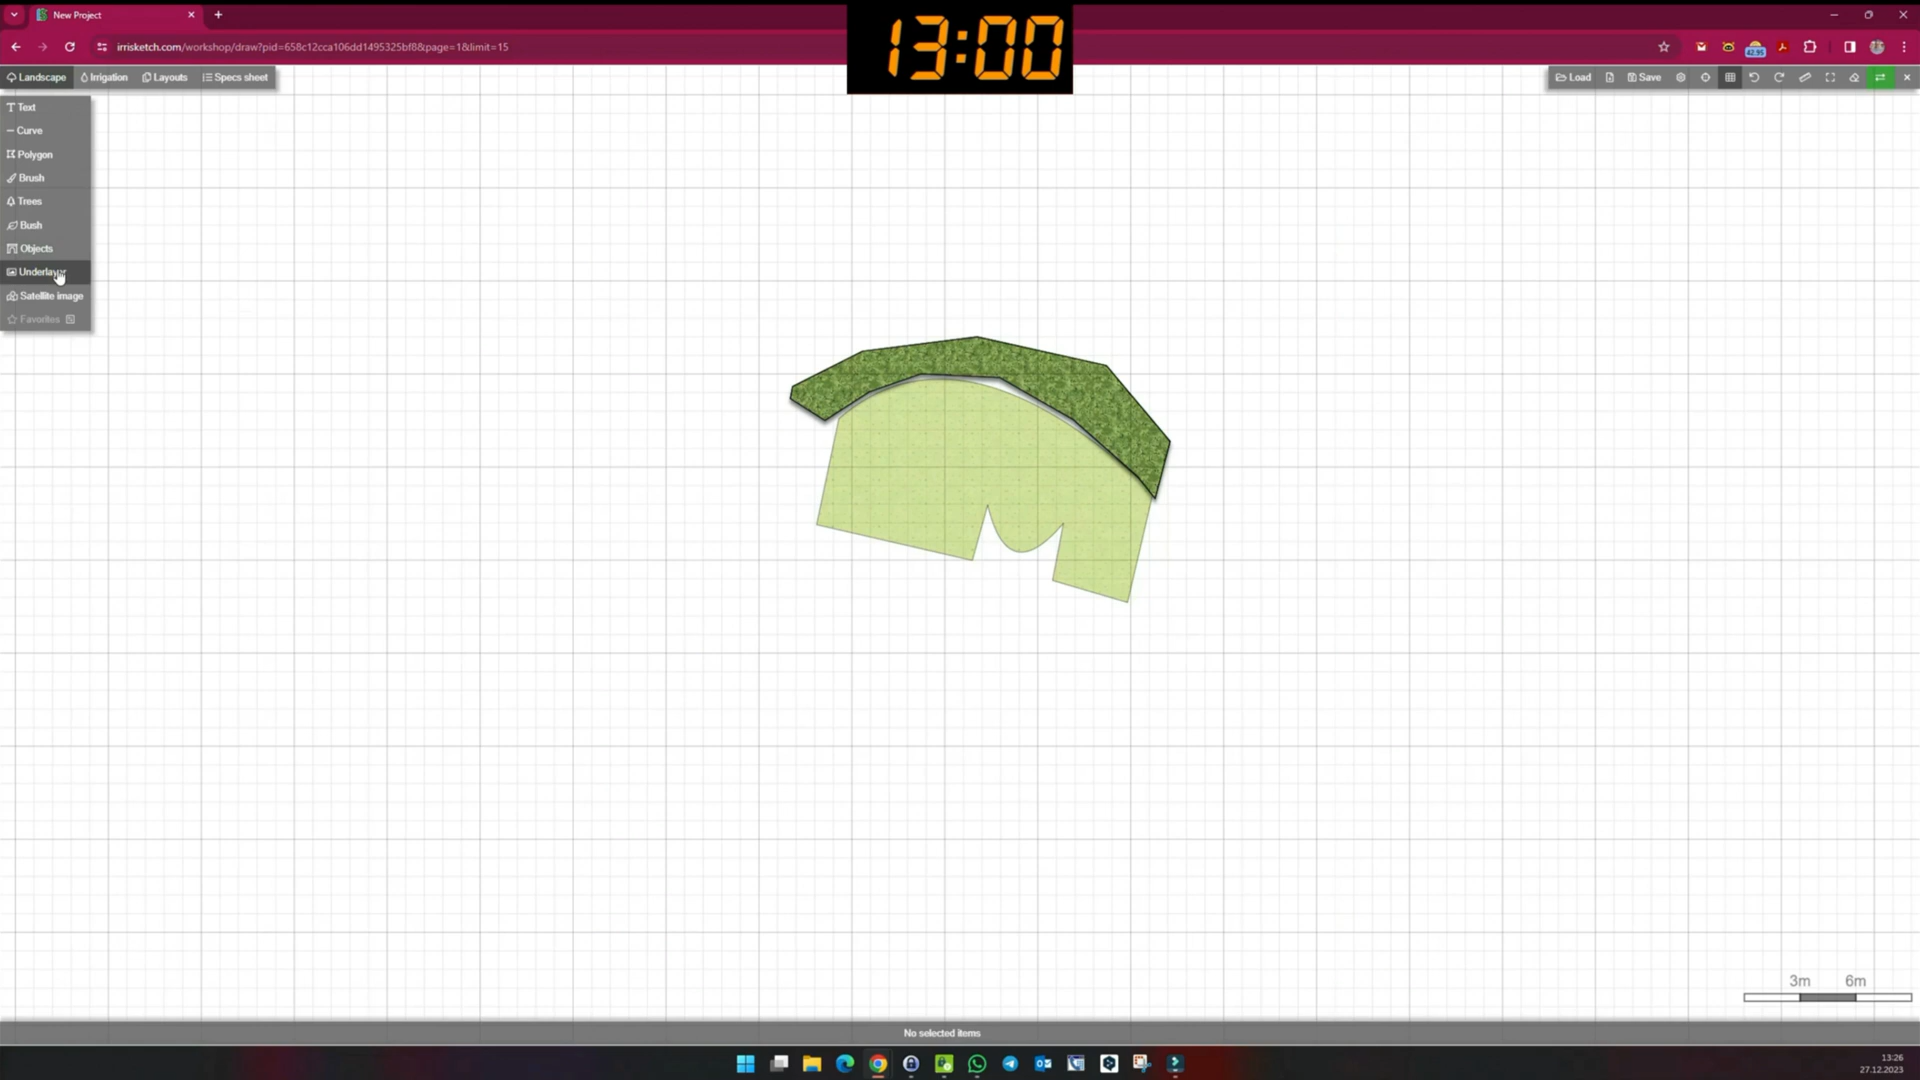 New Project
13:00
irrisketch.com/workshop/draw?pid=658c12cca106dd1495325bf8&page=1&limit=15
42.95
Landscape Irrigation Layouts Specs sheet
Load Save
Text
Curve
Polygon
Brush
Trees
Bush
Objects
Underlayer
Satellite image
Favorites
3m 6m
No selected items
13:26
27.12.2023